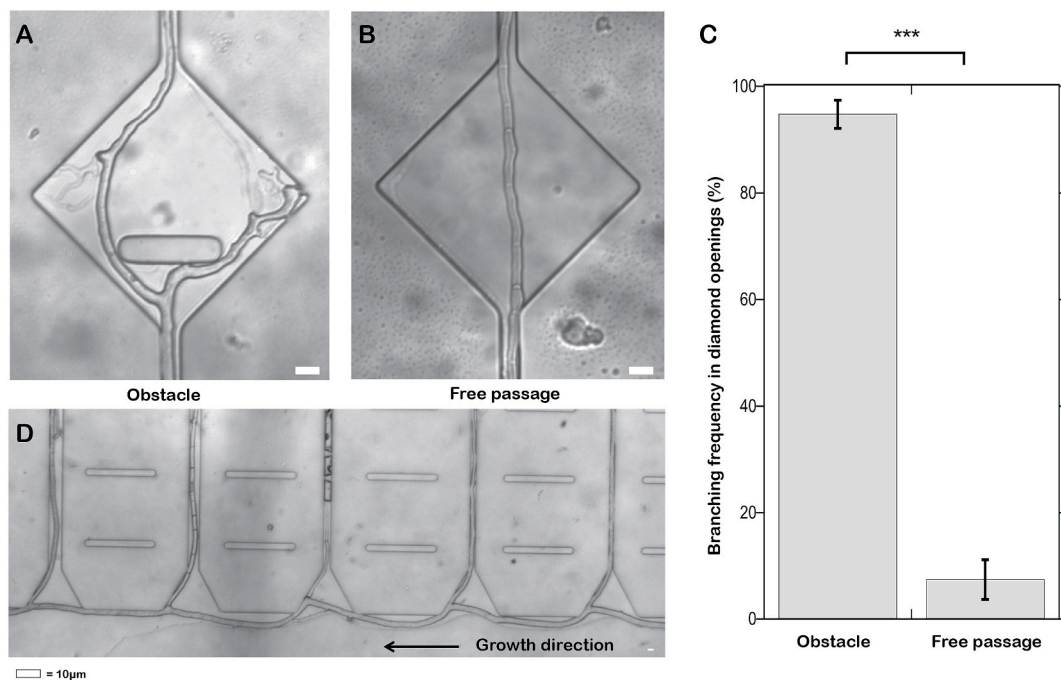 A
B
C
***
100
80
60
40
20
0
Branching frequency in diamond openings (%)
Obstacle
Free passage
Obstacle
Free passage
D
Growth direction
= 10µm